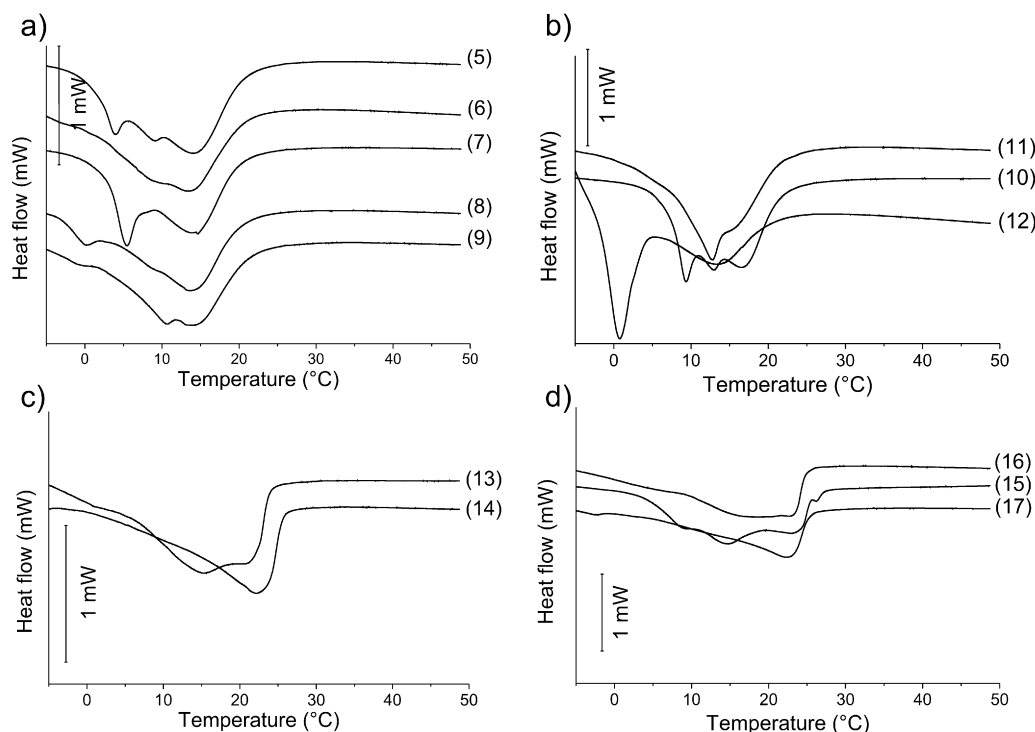 a)
1 mW
(5)
(6)
(7)
(8)
(9)
Heat flow (mW)
0 10 20 30 40 50
Temperature (°C)
b)
1 mW
(11)
(10)
(12)
Heat flow (mW)
0 10 20 30 40 50
Temperature (°C)
c)
(13)
(14)
1 mW
Heat flow (mW)
0 10 20 30 40 50
Temperature (°C)
d)
(16)
(15)
(17)
1 mW
Heat flow (mW)
0 10 20 30 40 50
Temperature (°C)